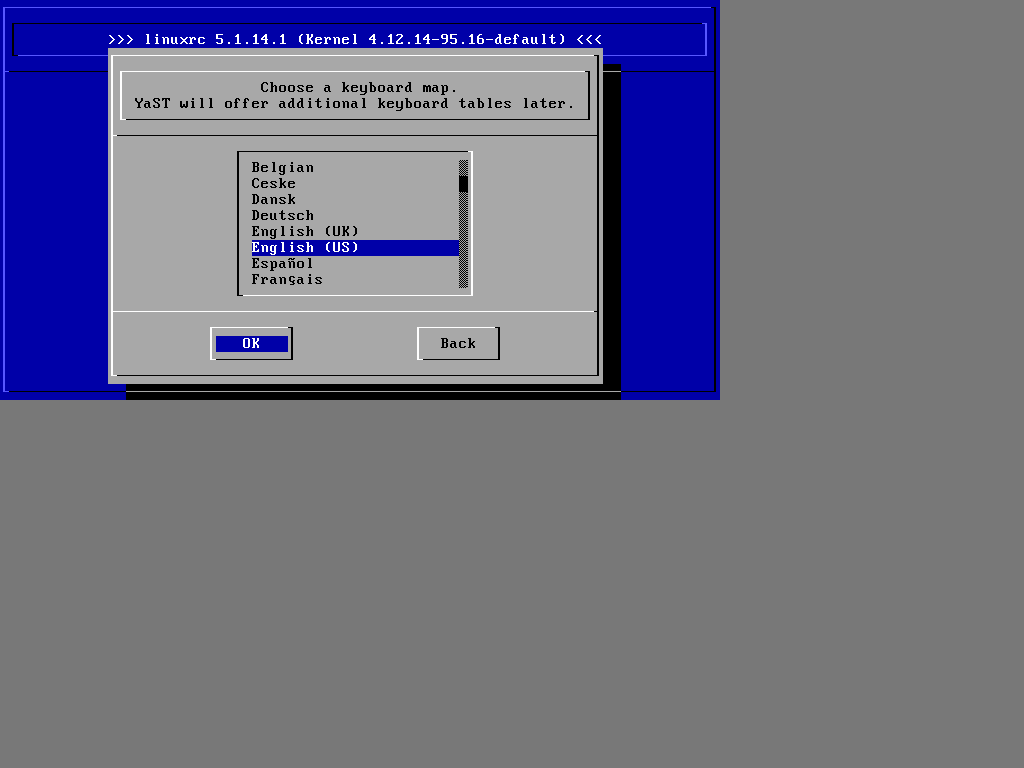 >>> linuxrc 5.1.14.1 (Kernel 4.12.14-95.16-default) <<<
Choose a keyboard map.
YaST will offer additional keyboard tables later.
Belgian
Ceske
Dansk
Deutsch
English (UK)
English (US)
Español
Français
OK
Back